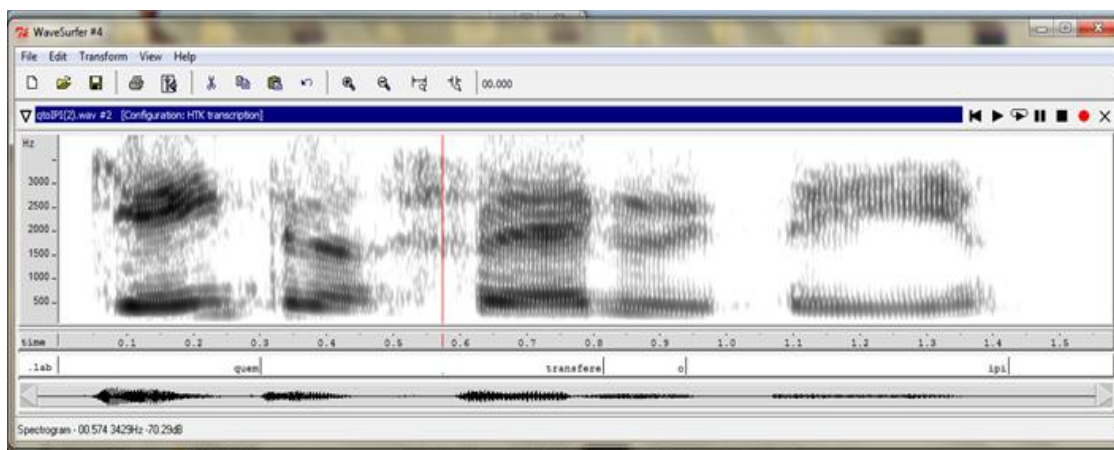 WaveSurfer #4
File Edit Transform View Help
00.000
qtoIPI(2).wav #2 [Configuration: HTK transcription]
Hz
3000
2500
2000
1500
1000
500
time 0.1 0.2 0.3 0.4 0.5 0.6 0.7 0.8 0.9 1.0 1.1 1.2 1.3 1.4 1.5
.lab quem transfere o ipi
Spectrogram - 00.574 3429Hz -70.29dB